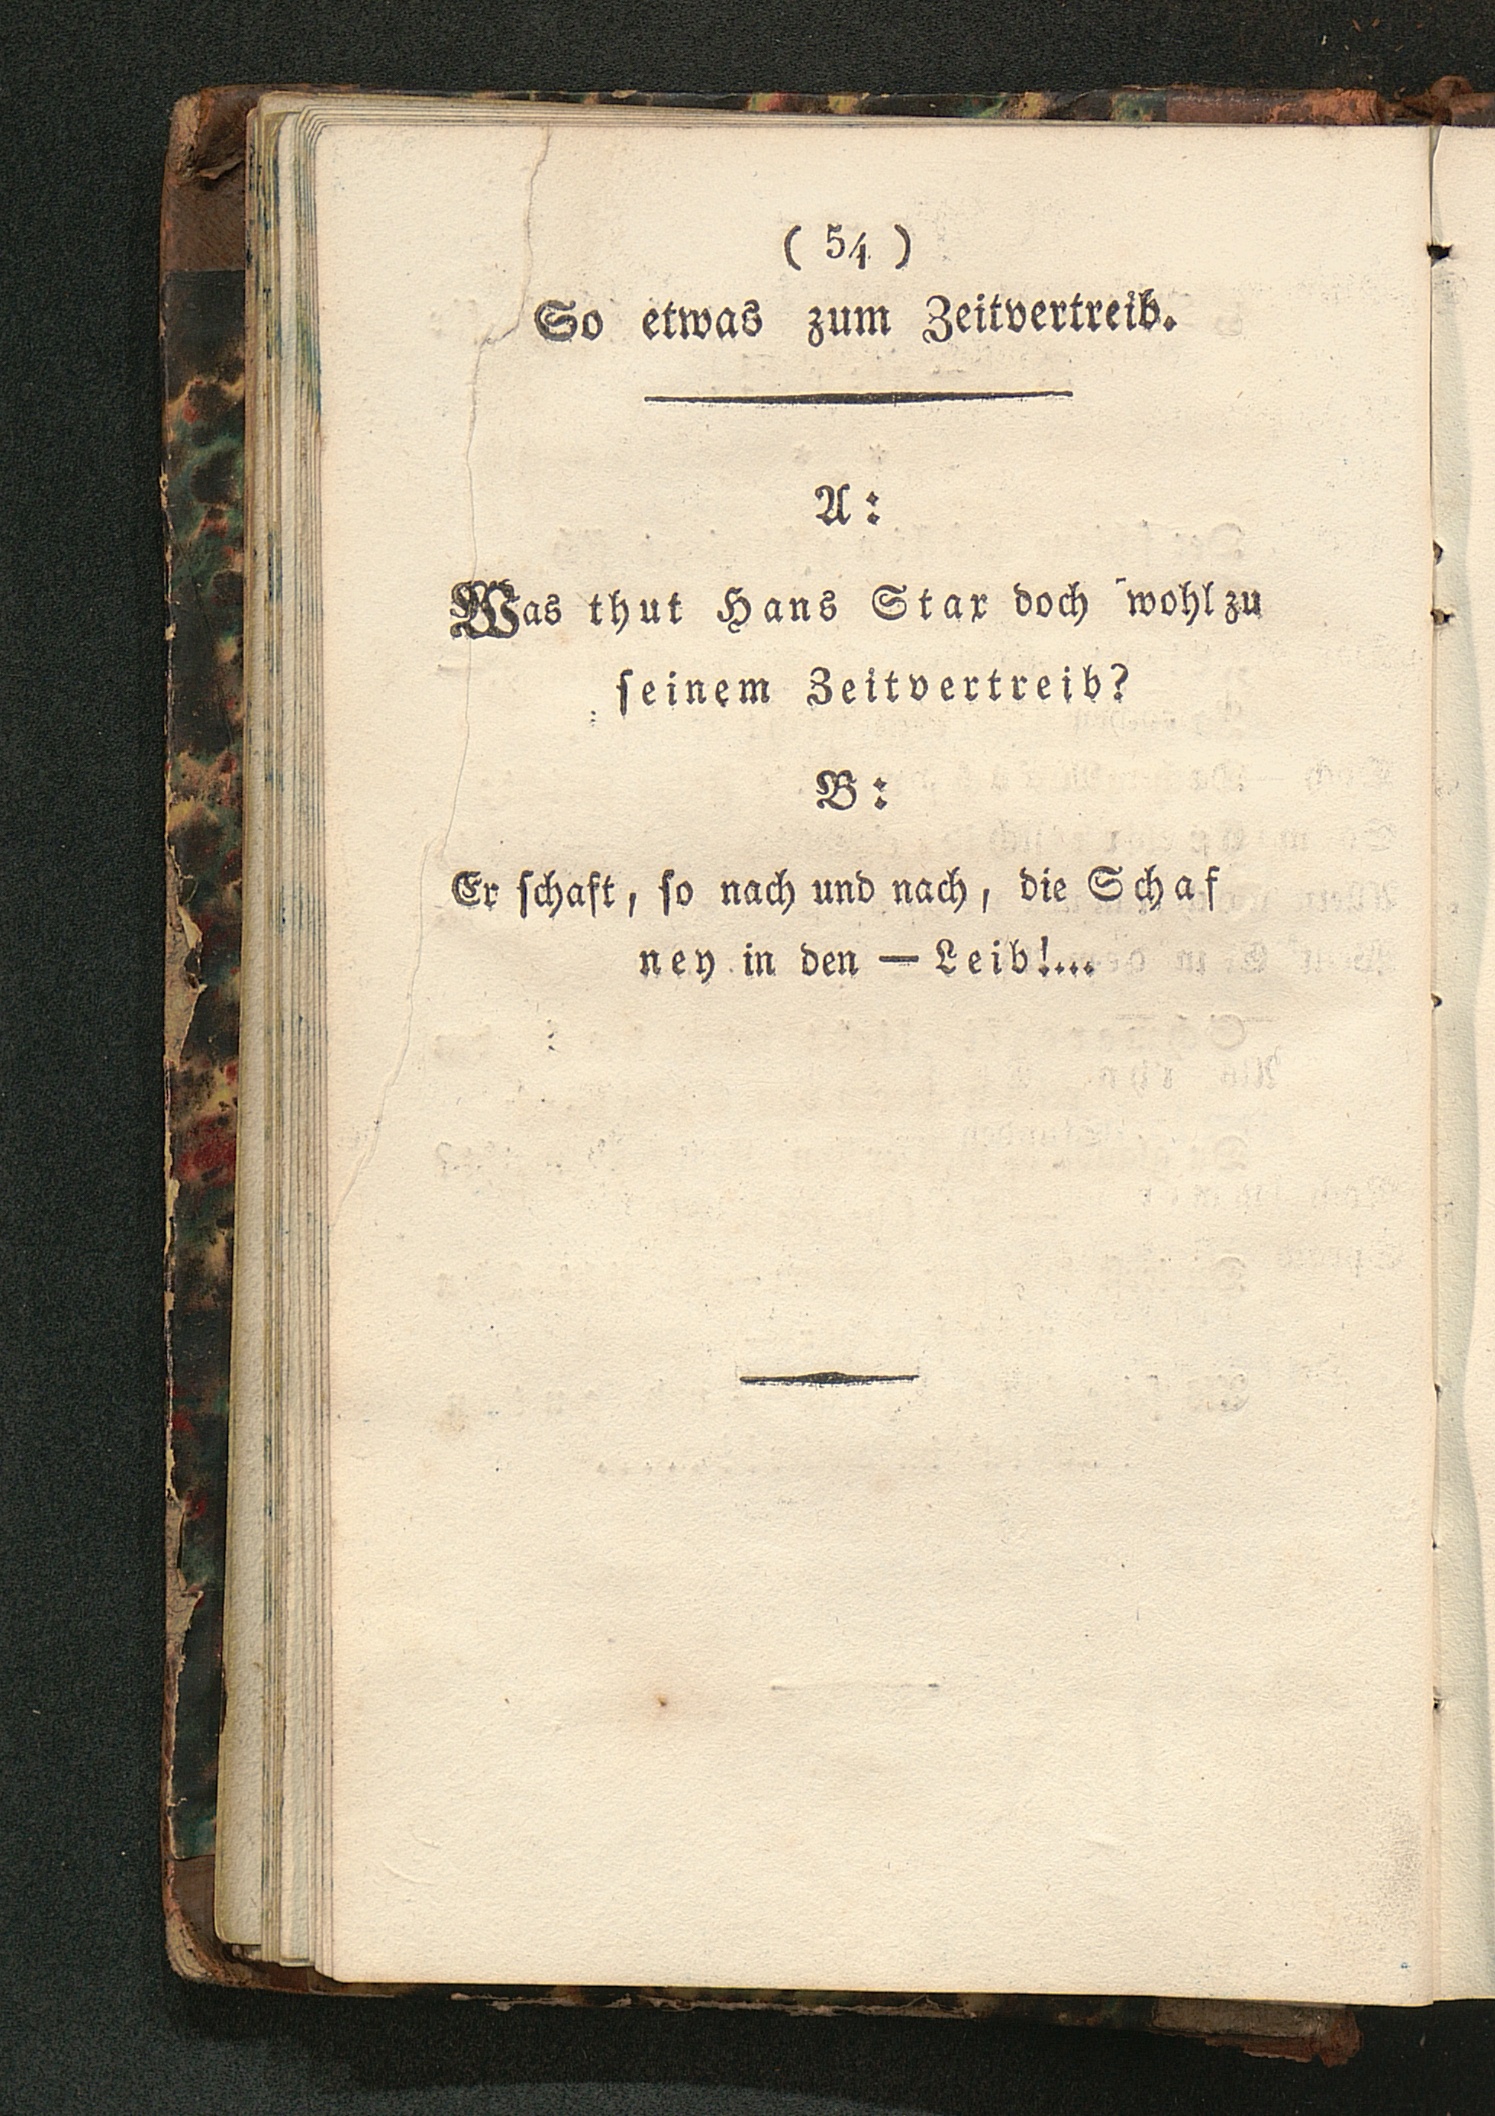 ( 54 )
So etwas zum Zeitvertreib.
A:
Was thut Hans Star doch wohl zu
seinem Zeitvertreib?
B:
Er schaft, so nach und nach, die Schaf
ney in den — Leib!...